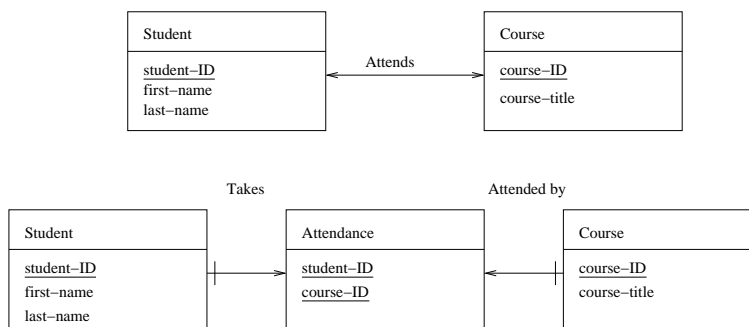 Student
student-ID
first-name
last-name
Attends
Course
course-ID
course-title
Takes
Attended by
Student
student-ID
first-name
last-name
Attendance
student-ID
course-ID
Course
course-ID
course-title